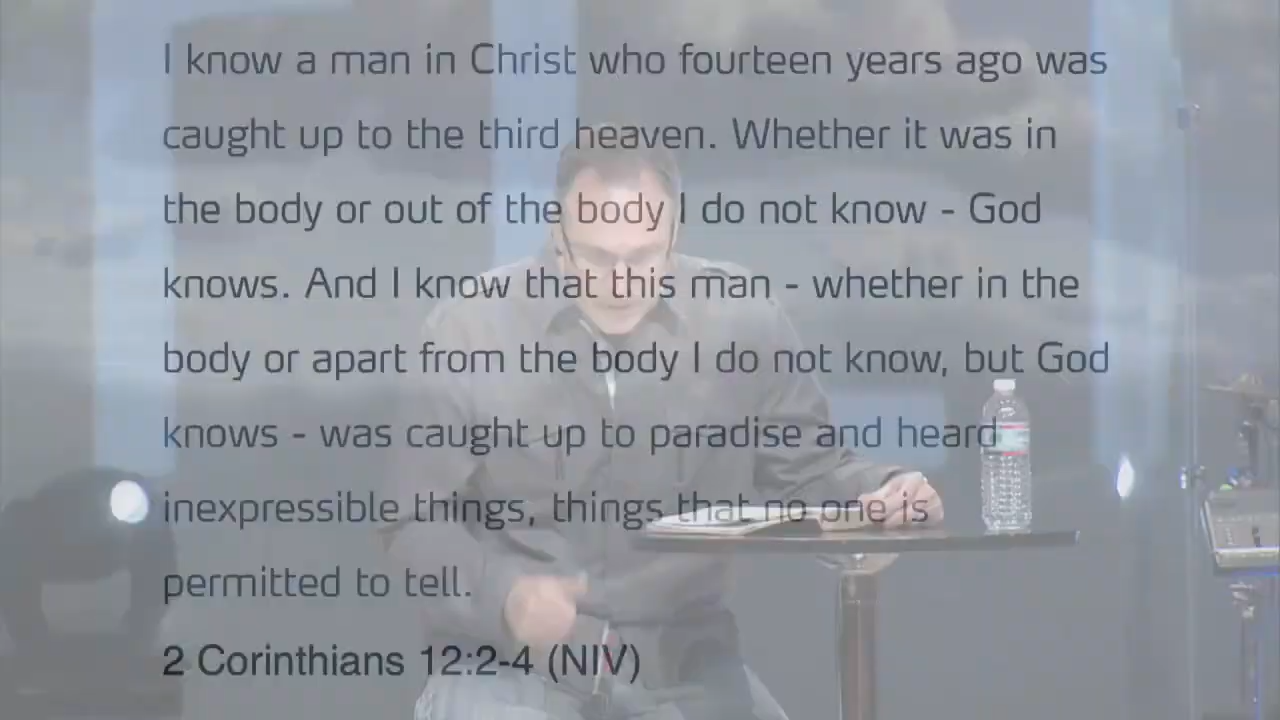 I know a man in Christ who fourteen years ago was
caught up to the third heaven. Whether it was in
the body or out of the body I do not know - God
knows. And I know that this man - whether in the
body or apart from the body I do not know, but God
knows - was caught up to paradise and heard
inexpressible things, things that no one is
permitted to tell.
2 Corinthians 12:2-4 (NIV)